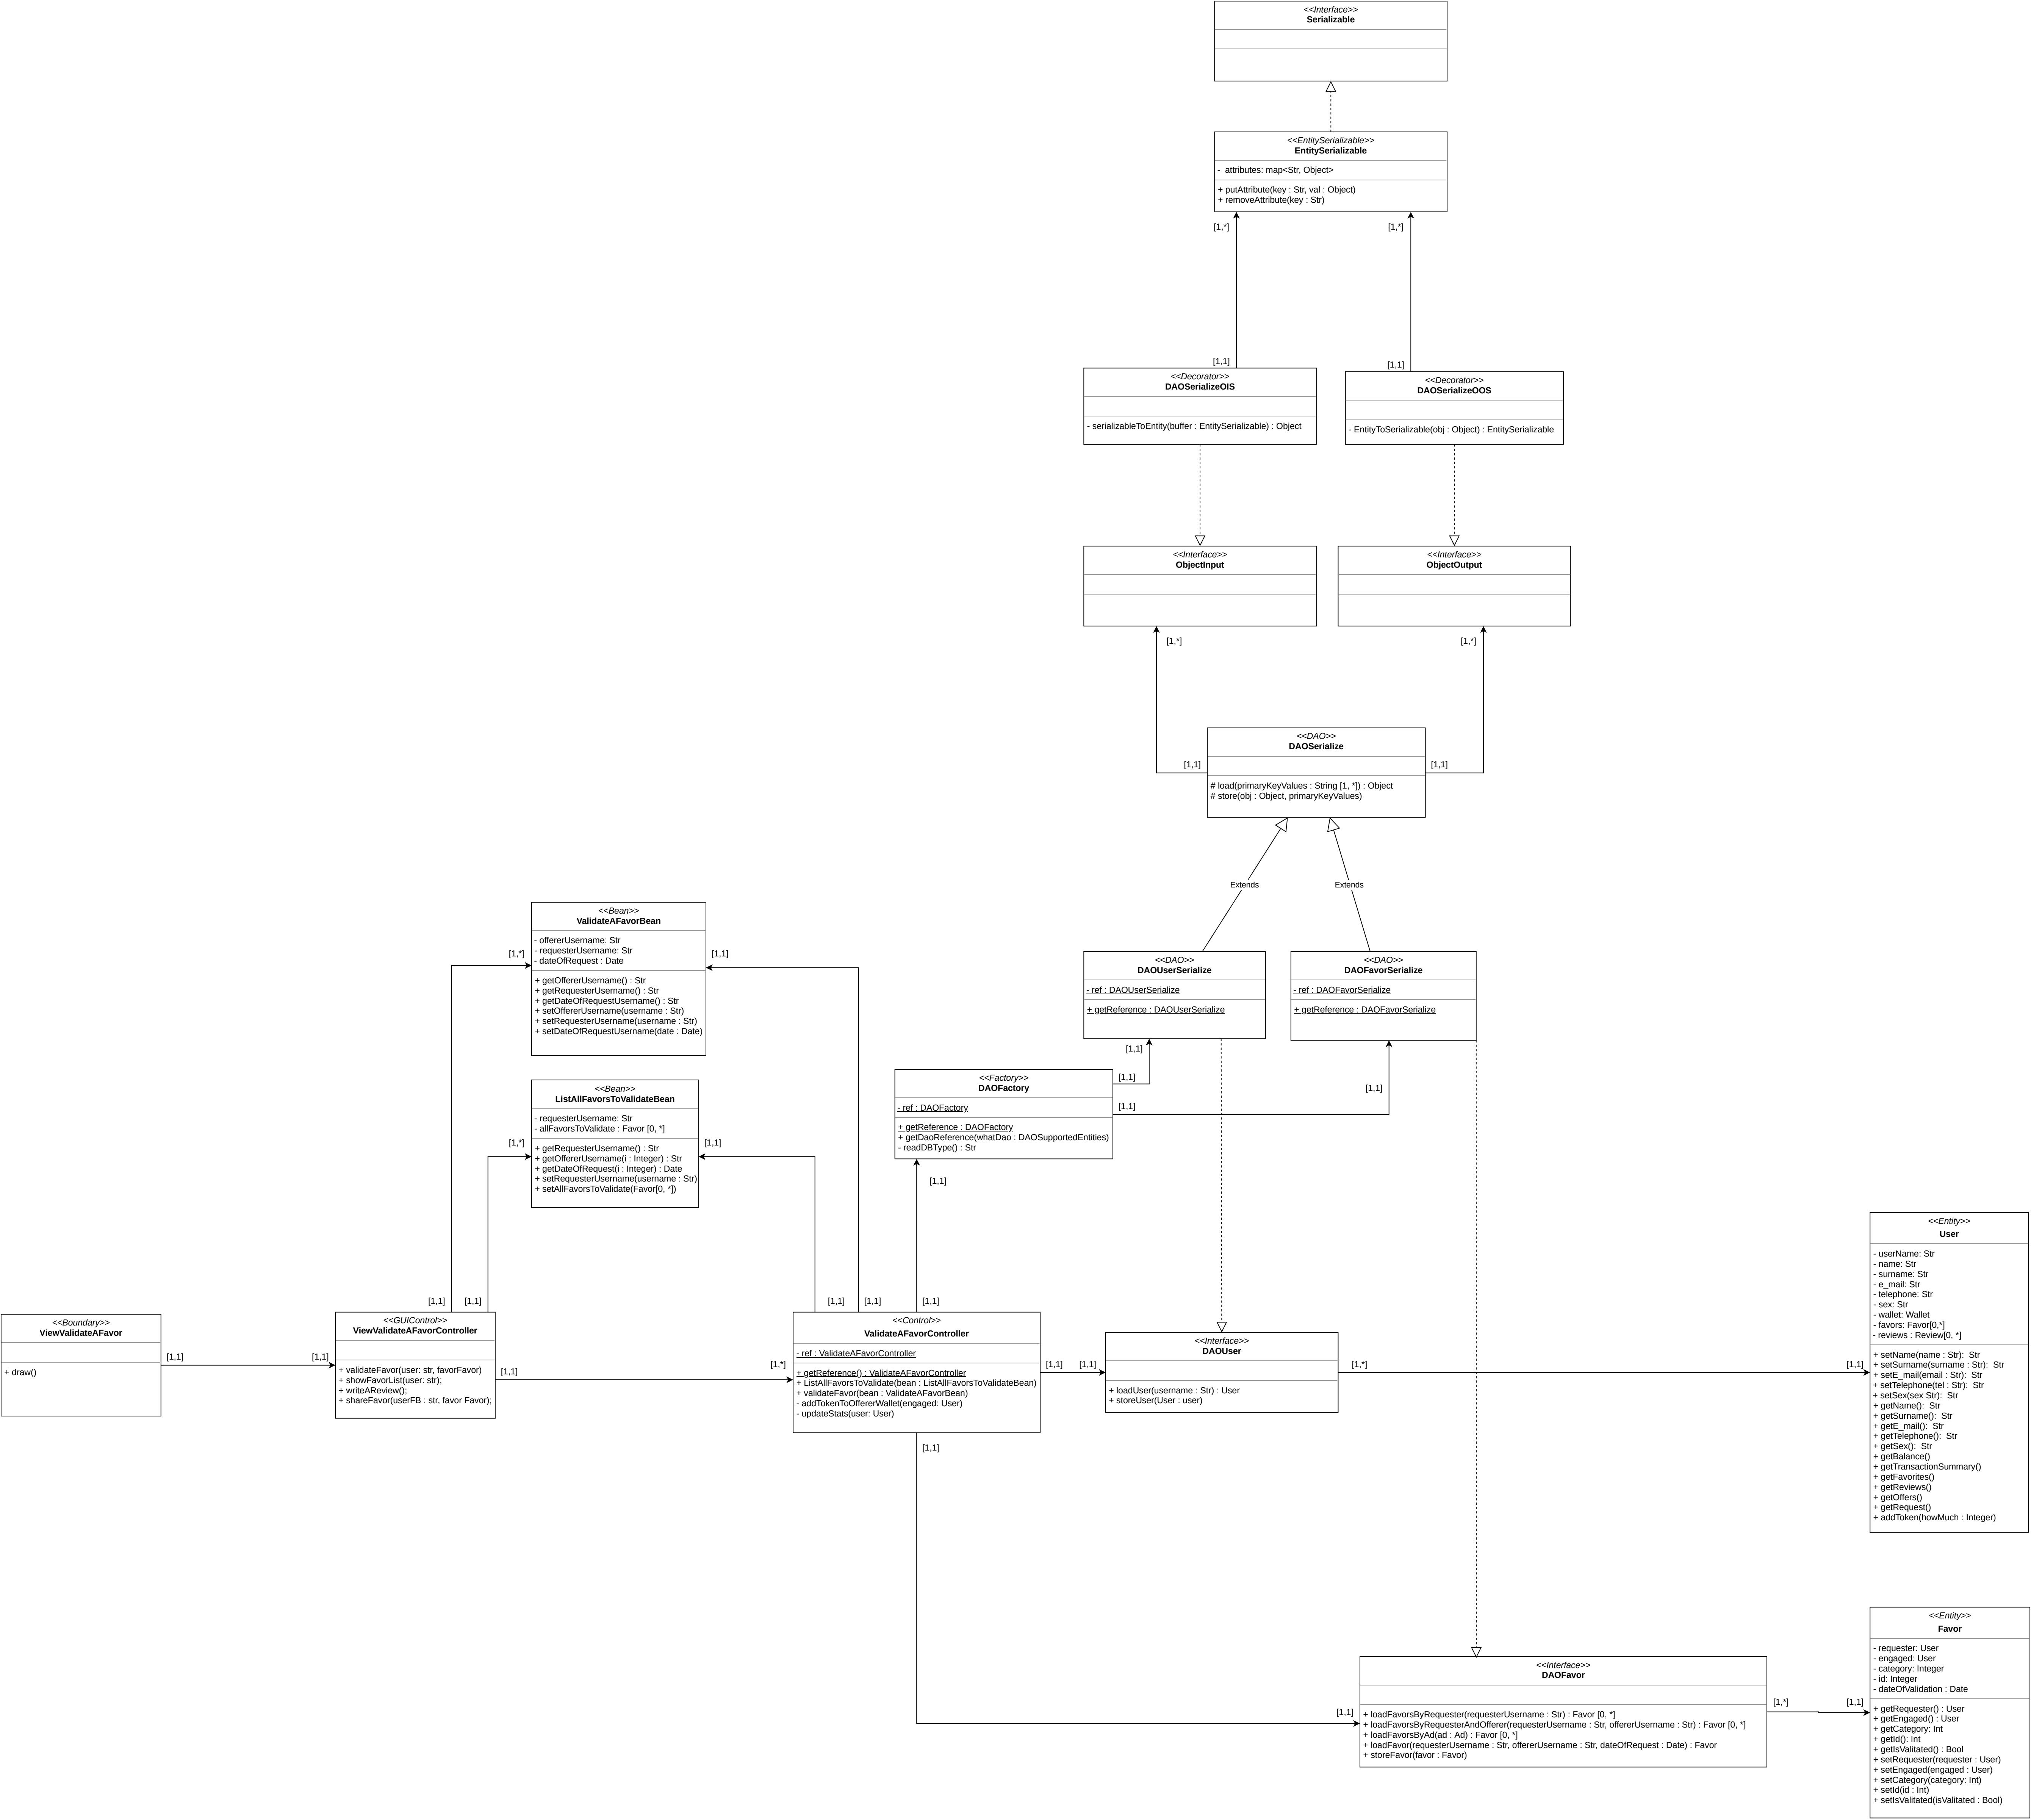 <<Interface>>
Serializable
<<EntitySerializable>>
EntitySerializable
- attributes: map<Str, Object>
+ putAttribute(key : Str, val : Object)
+ removeAttribute(key : Str)
[1,*]
[1,*]
[1,1]
[1,1]
<<Decorator>>
DAOSerializeOIS
- serializableToEntity(buffer : EntitySerializable) : Object
<<Decorator>>
DAOSerializeOOS
- EntityToSerializable(obj : Object) : EntitySerializable
<<Interface>>
ObjectInput
<<Interface>>
ObjectOutput
[1,*]
[1,*]
[1,1]
[1,1]
<<DAO>>
DAOSerialize
# load(primaryKeyValues : String [1, *]) : Object
# store(obj : Object, primaryKeyValues)
Extends
Extends
<<Bean>>
ValidateAFavorBean
- offererUsername: Str
- requesterUsername: Str
- dateOfRequest : Date
+ getOffererUsername() : Str
+ getRequesterUsername() : Str
+ getDateOfRequestUsername() : Str
+ setOffererUsername(username : Str)
+ setRequesterUsername(username : Str)
+ setDateOfRequestUsername(date : Date)
[1,*]
[1,1]
<<DAO>>
DAOUserSerialize
- ref : DAOUserSerialize
+ getReference : DAOUserSerialize
<<DAO>>
DAOFavorSerialize
- ref : DAOFavorSerialize
+ getReference : DAOFavorSerialize
[1,1]
[1,1]
[1,1]
[1,1]
<<Factory>>
DAOFactory
- ref : DAOFactory
+ getReference : DAOFactory
+ getDaoReference(whatDao : DAOSupportedEntities)
- readDBType() : Str
<<Bean>>
ListAllFavorsToValidateBean
- requesterUsername: Str
- allFavorsToValidate : Favor [0, *]
+ getRequesterUsername() : Str
+ getOffererUsername(i : Integer) : Str
+ getDateOfRequest(i : Integer) : Date
+ setRequesterUsername(username : Str)
+ setAllFavorsToValidate(Favor[0, *])
[1,*]
[1,1]
[1,1]
[1,1]
[1,1]
[1,1]
[1,1]
[1,1]
<<Boundary>>
ViewValidateAFavor
+ draw()
[1,1]
[1,1]
<<GUIControl>>
ViewValidateAFavorController
+ validateFavor(user: str, favorFavor)
+ showFavorList(user: str);
+ writeAReview();
+ shareFavor(userFB : str, favor Favor);
[1,1]
[1,*]
<<Control>>
ValidateAFavorController
- ref : ValidateAFavorController
+ getReference() : ValidateAFavorController
+ ListAllFavorsToValidate(bean : ListAllFavorsToValidateBean)
+ validateFavor(bean : ValidateAFavorBean)
- addTokenToOffererWallet(engaged: User)
- updateStats(user: User)
[1,1]
[1,1]
[1,1]
<<Interface>>
DAOUser
+ loadUser(username : Str) : User
+ storeUser(User : user)
[1,*]
[1,1]
<<Entity>>
User
- userName: Str
- name: Str
- surname: Str
- e_mail: Str
- telephone: Str
- sex: Str
- wallet: Wallet
- favors: Favor[0,*]
- reviews : Review[0, *]
+ setName(name : Str): Str
+ setSurname(surname : Str): Str
+ setE_mail(email : Str): Str
+ setTelephone(tel : Str): Str
+ setSex(sex Str): Str
+ getName(): Str
+ getSurname(): Str
+ getE_mail(): Str
+ getTelephone(): Str
+ getSex(): Str
+ getBalance()
+ getTransactionSummary()
+ getFavorites()
+ getReviews()
+ getOffers()
+ getRequest()
+ addToken(howMuch : Integer)
[1,1]
<<Interface>>
DAOFavor
+ loadFavorsByRequester(requesterUsername : Str) : Favor [0, *]
+ loadFavorsByRequesterAndOfferer(requesterUsername : Str, offererUsername : Str) : Favor [0, *]
+ loadFavorsByAd(ad : Ad) : Favor [0, *]
+ loadFavor(requesterUsername : Str, offererUsername : Str, dateOfRequest : Date) : Favor
+ storeFavor(favor : Favor)
[1,*]
[1,1]
<<Entity>>
Favor
- requester: User
- engaged: User
- category: Integer
- id: Integer
- dateOfValidation : Date
+ getRequester() : User
+ getEngaged() : User
+ getCategory: Int
+ getId(): Int
+ getIsValitated() : Bool
+ setRequester(requester : User)
+ setEngaged(engaged : User)
+ setCategory(category: Int)
+ setId(id : Int)
+ setIsValitated(isValitated : Bool)